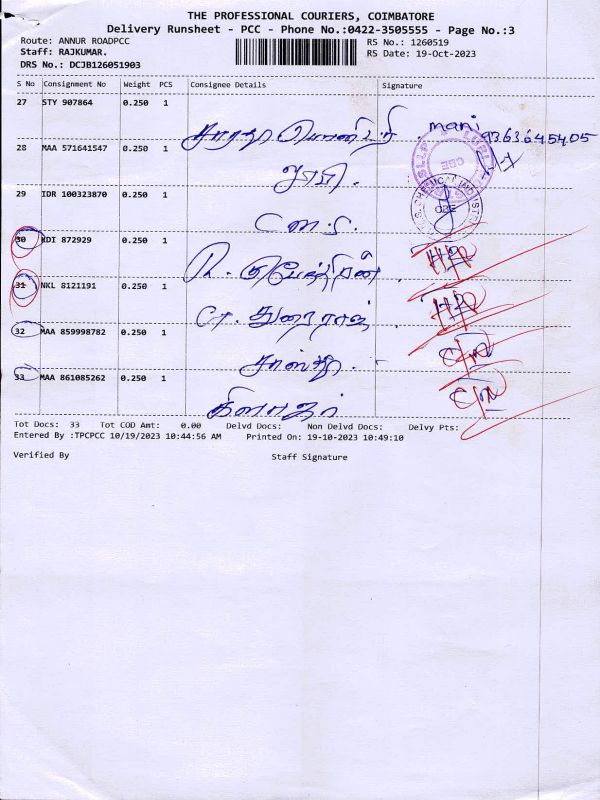 THE PROFESSIONAL COURIERS, COIMBATORE
Delivery Runsheet - PCC - Phone No.:0422-3505555 - Page No.:3
Route: ANNUR ROADPCC
RS No.: 1260519
Staff: RAJKUMAR.
RS Date: 19-Oct-2023
DRS No.: DCJB126051903
S No Consignment No Weight PCS Consignee Details Signature
27 STY 907864 0.250 1
mani
9363645405
28 MAA 571641547 0.250 1
29 IDR 100323870 0.250 1
30 KDI 872929 0.250 1
31 NKL 8121191 0.250 1
துரைராஜ்
32 MAA 859998782 0.250 1
33 MAA 861085262 0.250 1
தினராஜ்
Tot Docs: 33 Tot COD Amt: 0.00 Delvd Docs: Non Delvd Docs: Delvy Pts:
Entered By :TPCPCC 10/19/2023 10:44:56 AM Printed On: 19-10-2023 10:49:10
Verified By Staff Signature